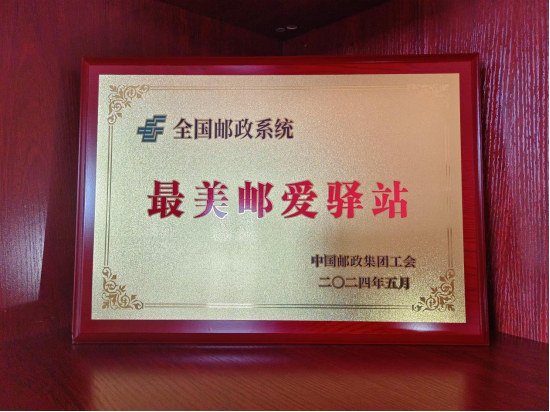 全国邮政系统
最美邮爱驿站
中国邮政集团工会
二〇二四年五月